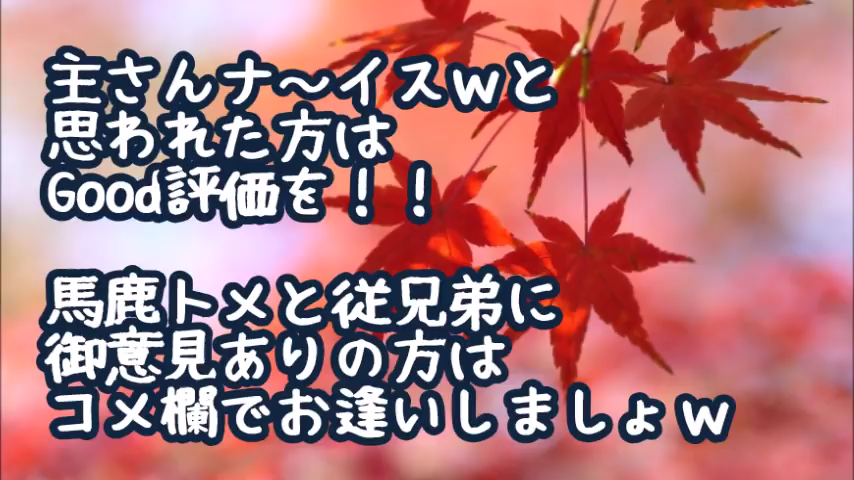 主さんナ～イスｗと
思われた方は
Good評価を！！
馬鹿トメと従兄弟に
御意見ありの方は
コメ欄でお逢いしましょｗ